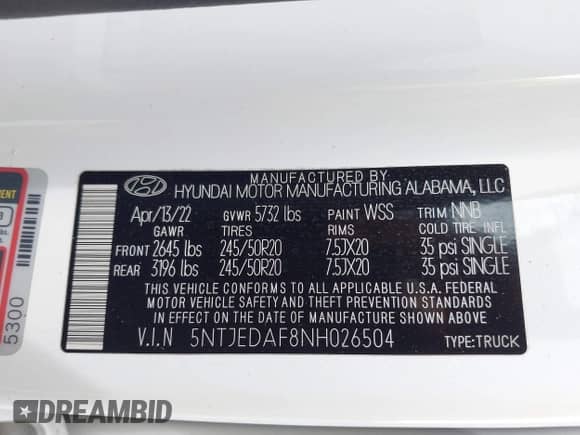 MANUFACTURED BY
HYUNDAI MOTOR MANUFACTURING ALABAMA, LLC
Apr/13/22 GVWR 5732 lbs PAINT WSS TRIM NNB
GAWR TIRES RIMS COLD TIRE INFL
FRONT 2645 lbs 245/50R20 7.5JX20 35 psi SINGLE
REAR 3196 lbs 245/50R20 7.5JX20 35 psi SINGLE
THIS VEHICLE CONFORMS TO ALL APPLICABLE U.S.A. FEDERAL
MOTOR VEHICLE SAFETY AND THEFT PREVENTION STANDARDS
IN EFFECT ON THE DATE OF MANUFACTURE SHOWN ABOVE
V.I.N 5NTJEDAF8NH026504 TYPE:TRUCK
5300
DREAMBID